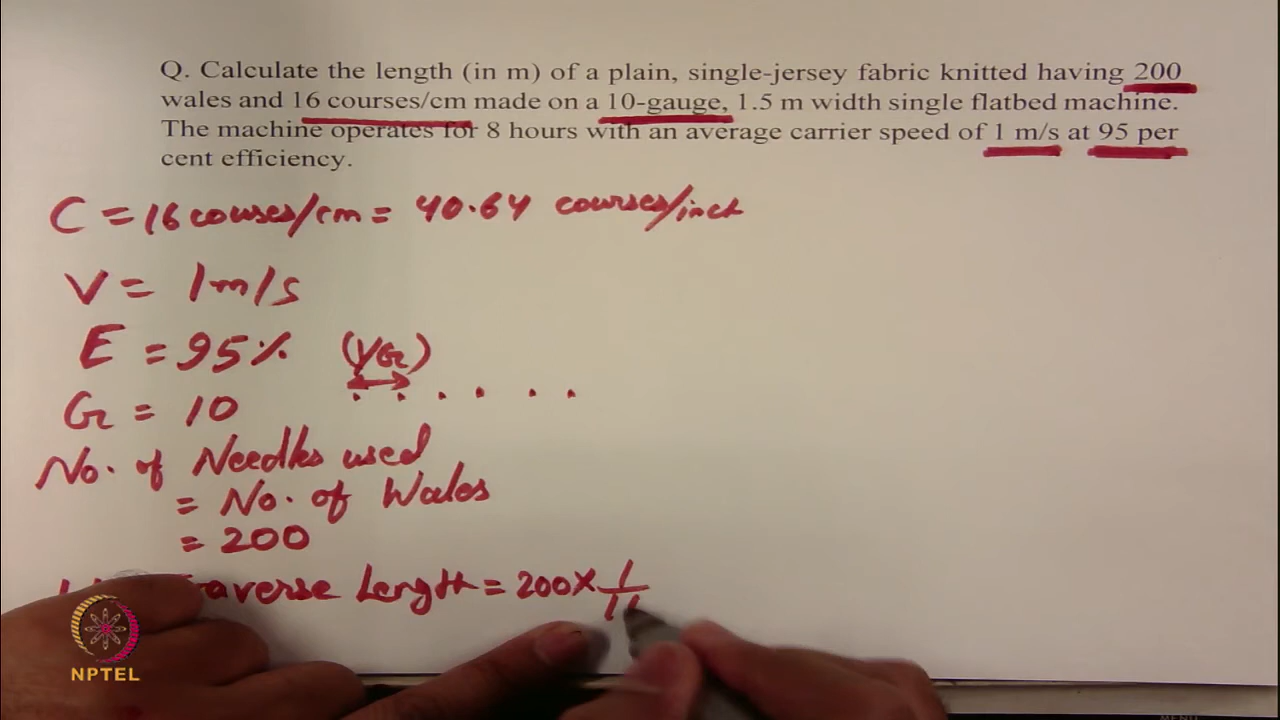 Q. Calculate the length (in m) of a plain, single-jersey fabric knitted having 200
wales and 16 courses/cm made on a 10-gauge, 1.5 m width single flatbed machine.
The machine operates for 8 hours with an average carrier speed of 1 m/s at 95 per
cent efficiency.
C = 16 couses/cm = 40.64 courses/inch
V = 1m/s
E = 95% (1/G)
G = 10
No. of Needles used
= No. of Wales
= 200
Length = 200 × 1
NPTEL